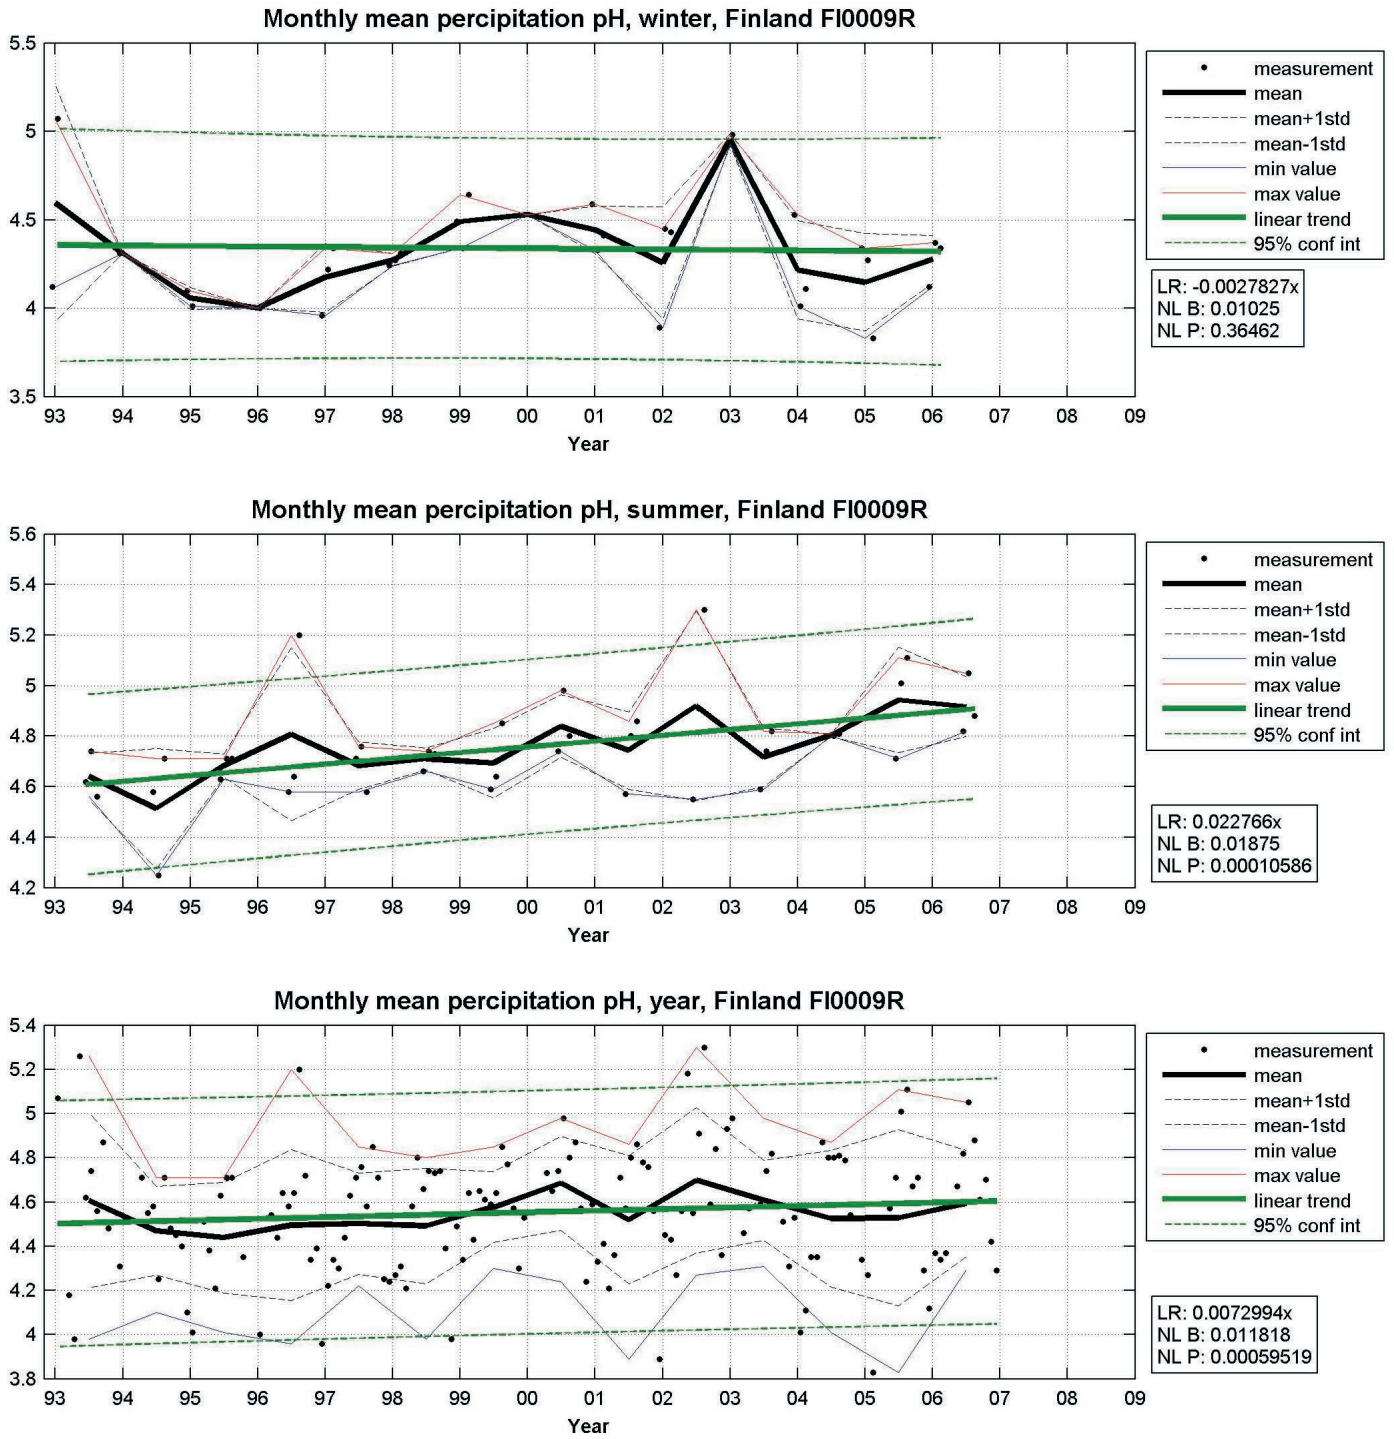 Monthly mean percipitation pH, winter, Finland FI0009R
5.5
5
4.5
4
3.5
93 94 95 96 97 98 99 00 01 02 03 04 05 06 07 08 09
Year
measurement
mean
mean+1std
mean-1std
min value
max value
linear trend
95% conf int
LR: -0.0027827x
NL B: 0.01025
NL P: 0.36462
Monthly mean percipitation pH, summer, Finland FI0009R
5.6
5.4
5.2
5
4.8
4.6
4.4
4.2
93 94 95 96 97 98 99 00 01 02 03 04 05 06 07 08 09
Year
measurement
mean
mean+1std
mean-1std
min value
max value
linear trend
95% conf int
LR: 0.022766x
NL B: 0.01875
NL P: 0.00010586
Monthly mean percipitation pH, year, Finland FI0009R
5.4
5.2
5
4.8
4.6
4.4
4.2
4
3.8
93 94 95 96 97 98 99 00 01 02 03 04 05 06 07 08 09
Year
measurement
mean
mean+1std
mean-1std
min value
max value
linear trend
95% conf int
LR: 0.0072994x
NL B: 0.011818
NL P: 0.00059519